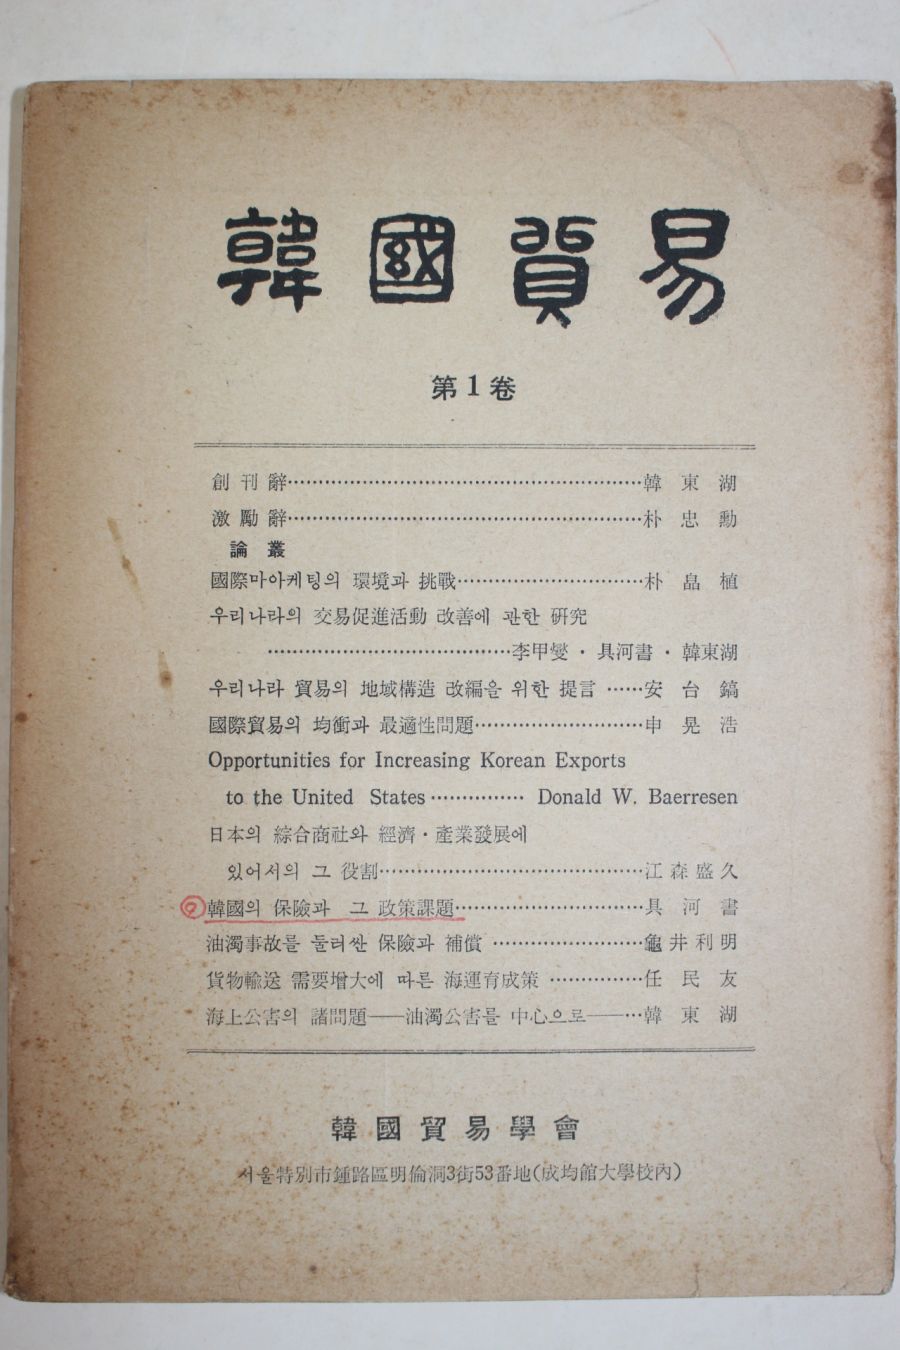 韓國貿易
第1卷
創刊辭……………………………………………………韓東湖
激勵辭……………………………………………………朴忠勳
論叢
國際마아케팅의 環境과 挑戰…………………………朴皛植
우리나라의 交易促進活動 改善에 관한 硏究
…………………………………李甲燮・具河書・韓東湖
우리나라 貿易의 地域構造 改編을 위한 提言 ……安台鎬
國際貿易의 均衡과 最適性問題………………………申晃浩
Opportunities for Increasing Korean Exports
to the United States …………… Donald W. Baerresen
日本의 綜合商社와 經濟・產業發展에
있어서의 그 役割……………………………………江森盛久
韓國의 保險과 그 政策課題…………………………具河書
油濁事故를 둘러싼 保險과 補償 ……………………龜井利明
貨物輸送 需要增大에 따른 海運育成策 ……………任民友
海上公害의 諸問題——油濁公害를 中心으로——…韓東湖
韓國貿易學會
서울特別市鍾路區明倫洞3街53番地(成均館大學校內)